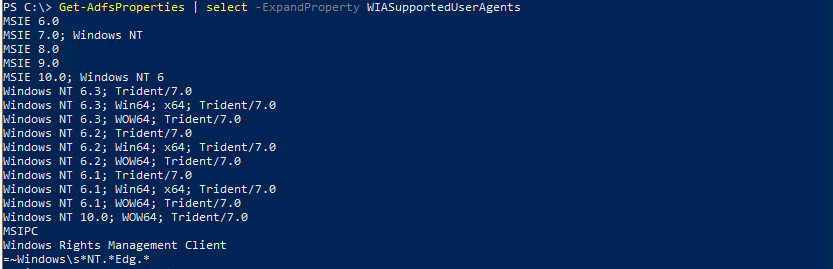 PS C:\> Get-AdfsProperties | select -ExpandProperty WIASupportedUserAgents
MSIE 6.0
MSIE 7.0; Windows NT
MSIE 8.0
MSIE 9.0
MSIE 10.0; Windows NT 6
Windows NT 6.3; Trident/7.0
Windows NT 6.3; Win64; x64; Trident/7.0
Windows NT 6.3; WOW64; Trident/7.0
Windows NT 6.2; Trident/7.0
Windows NT 6.2; Win64; x64; Trident/7.0
Windows NT 6.2; WOW64; Trident/7.0
Windows NT 6.1; Trident/7.0
Windows NT 6.1; Win64; x64; Trident/7.0
Windows NT 6.1; WOW64; Trident/7.0
Windows NT 10.0; WOW64; Trident/7.0
MSIPC
Windows Rights Management Client
=~Windows\s*NT.*Edg.*